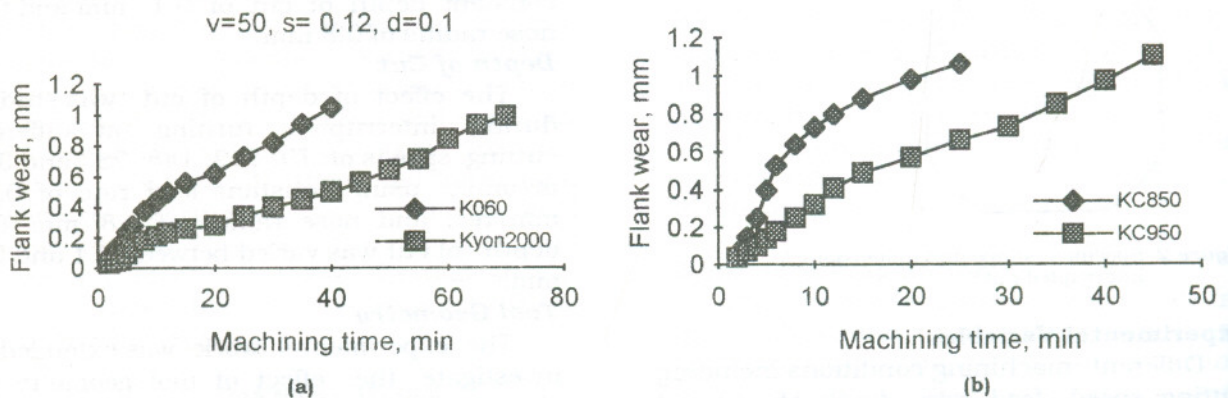 v=50, s= 0.12, d=0.1
Flank wear, mm
1.2
1
0.8
0.6
0.4
0.2
0
0
20
40
60
80
K060
Kyon2000
Machining time, min
(a)
Flank wear, mm
1.2
1
0.8
0.6
0.4
0.2
0
0
10
20
30
40
50
KC850
KC950
Machining time, min
(b)